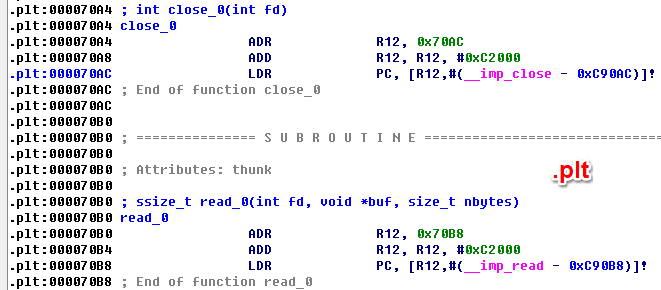 .plt:000070A4 ; int close_0(int fd)
.plt:000070A4 close_0
.plt:000070A4 ADR R12, 0x70AC
.plt:000070A8 ADD R12, R12, #0xC2000
.plt:000070AC LDR PC, [R12,#(__imp_close - 0xC90AC)]!
.plt:000070AC ; End of function close_0
.plt:000070AC
.plt:000070B0
.plt:000070B0 ; =============== S U B R O U T I N E =============================
.plt:000070B0
.plt:000070B0 ; Attributes: thunk
.plt
.plt:000070B0
.plt:000070B0 ; ssize_t read_0(int fd, void *buf, size_t nbytes)
.plt:000070B0 read_0
.plt:000070B0 ADR R12, 0x70B8
.plt:000070B4 ADD R12, R12, #0xC2000
.plt:000070B8 LDR PC, [R12,#(__imp_read - 0xC90B8)]!
.plt:000070B8 ; End of function read_0